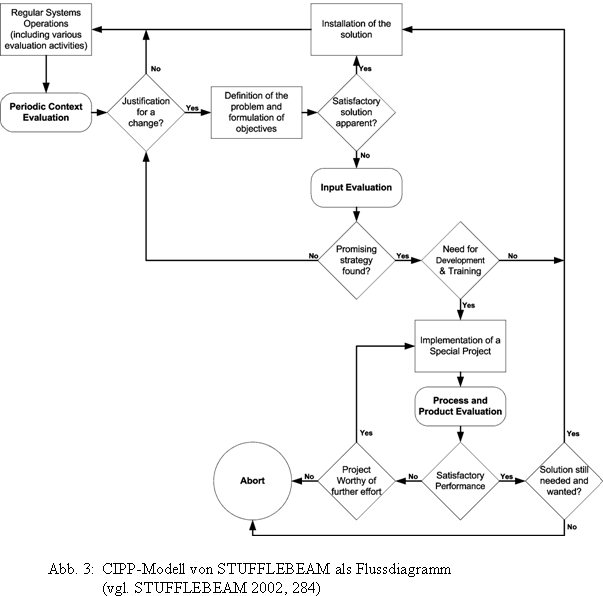 Regular Systems
Operations
(including various
evaluation activities)
Installation of the
solution
No
Yes
Periodic Context
Evaluation
Justification
for a
change?
Yes
Definition of the
problem and
formulation of
objectives
Satisfactory
solution
apparent?
No
Input Evaluation
No
Promising
strategy
found?
Yes
Need for
Development
& Training
No
Yes
Implementation of a
Special Project
Process and
Product Evaluation
Yes
Yes
Abort
No
Project
Worthy of
further effort
No
Satisfactory
Performance
Yes
Solution still
needed and
wanted?
No
Abb. 3: CIPP-Modell von STUFFLEBEAM als Flussdiagramm
(vgl. STUFFLEBEAM 2002, 284)